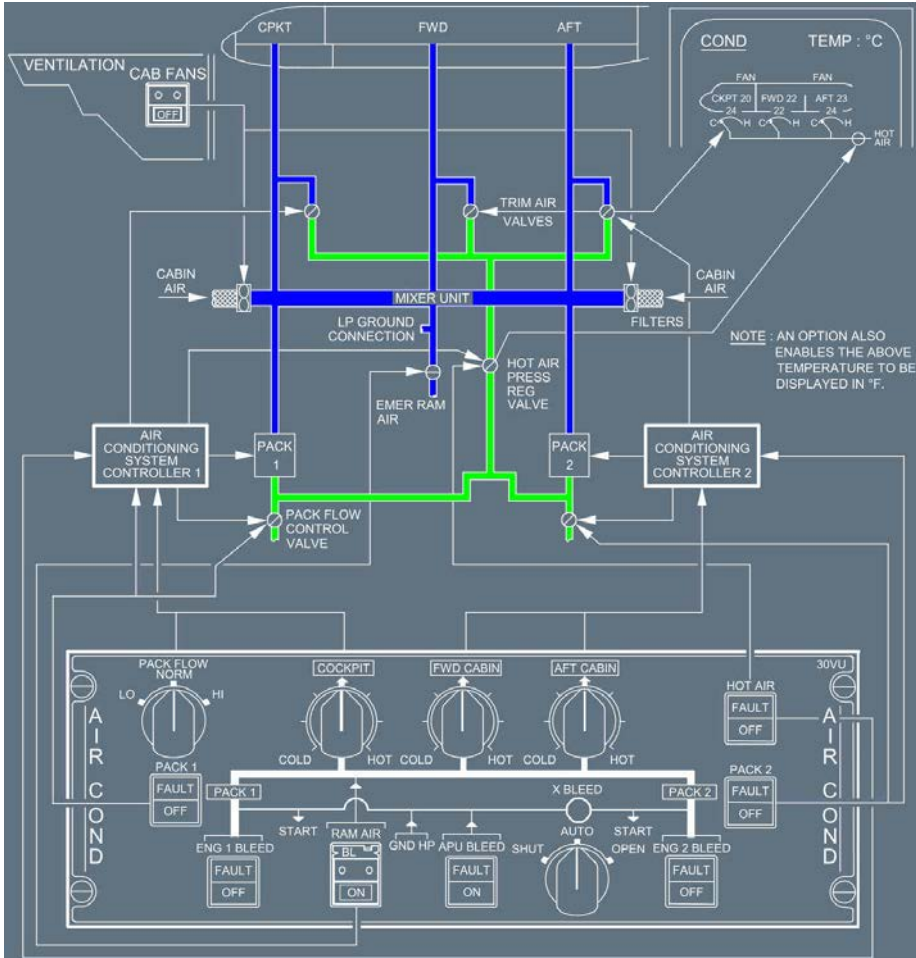 CPKT
FWD
AFT
COND
TEMP : °C
VENTILATION
CAB FANS
OFF
FAN
FAN
CKPT 20
FWD 22
AFT 23
24
22
24
C
H
C
H
C
H
HOT
AIR
TRIM AIR
VALVES
CABIN
AIR
MIXER UNIT
CABIN
AIR
FILTERS
LP GROUND
CONNECTION
NOTE : AN OPTION ALSO
ENABLES THE ABOVE
TEMPERATURE TO BE
DISPLAYED IN °F.
HOT AIR
PRESS
REG
VALVE
EMER RAM
AIR
AIR
CONDITIONING
SYSTEM
CONTROLLER 1
PACK
1
PACK
2
AIR
CONDITIONING
SYSTEM
CONTROLLER 2
PACK FLOW
CONTROL
VALVE
PACK FLOW
NORM
LO
HI
COCKPIT
FWD CABIN
AFT CABIN
30VU
HOT AIR
FAULT
OFF
AIR COND
AIR COND
COLD
HOT
COLD
HOT
COLD
HOT
PACK 1
FAULT
OFF
PACK 1
X BLEED
PACK 2
PACK 2
FAULT
OFF
START
RAM AIR
GND HP
APU BLEED
AUTO
START
ENG 1 BLEED
SHUT
OPEN
ENG 2 BLEED
FAULT
OFF
BL
ON
FAULT
ON
FAULT
OFF